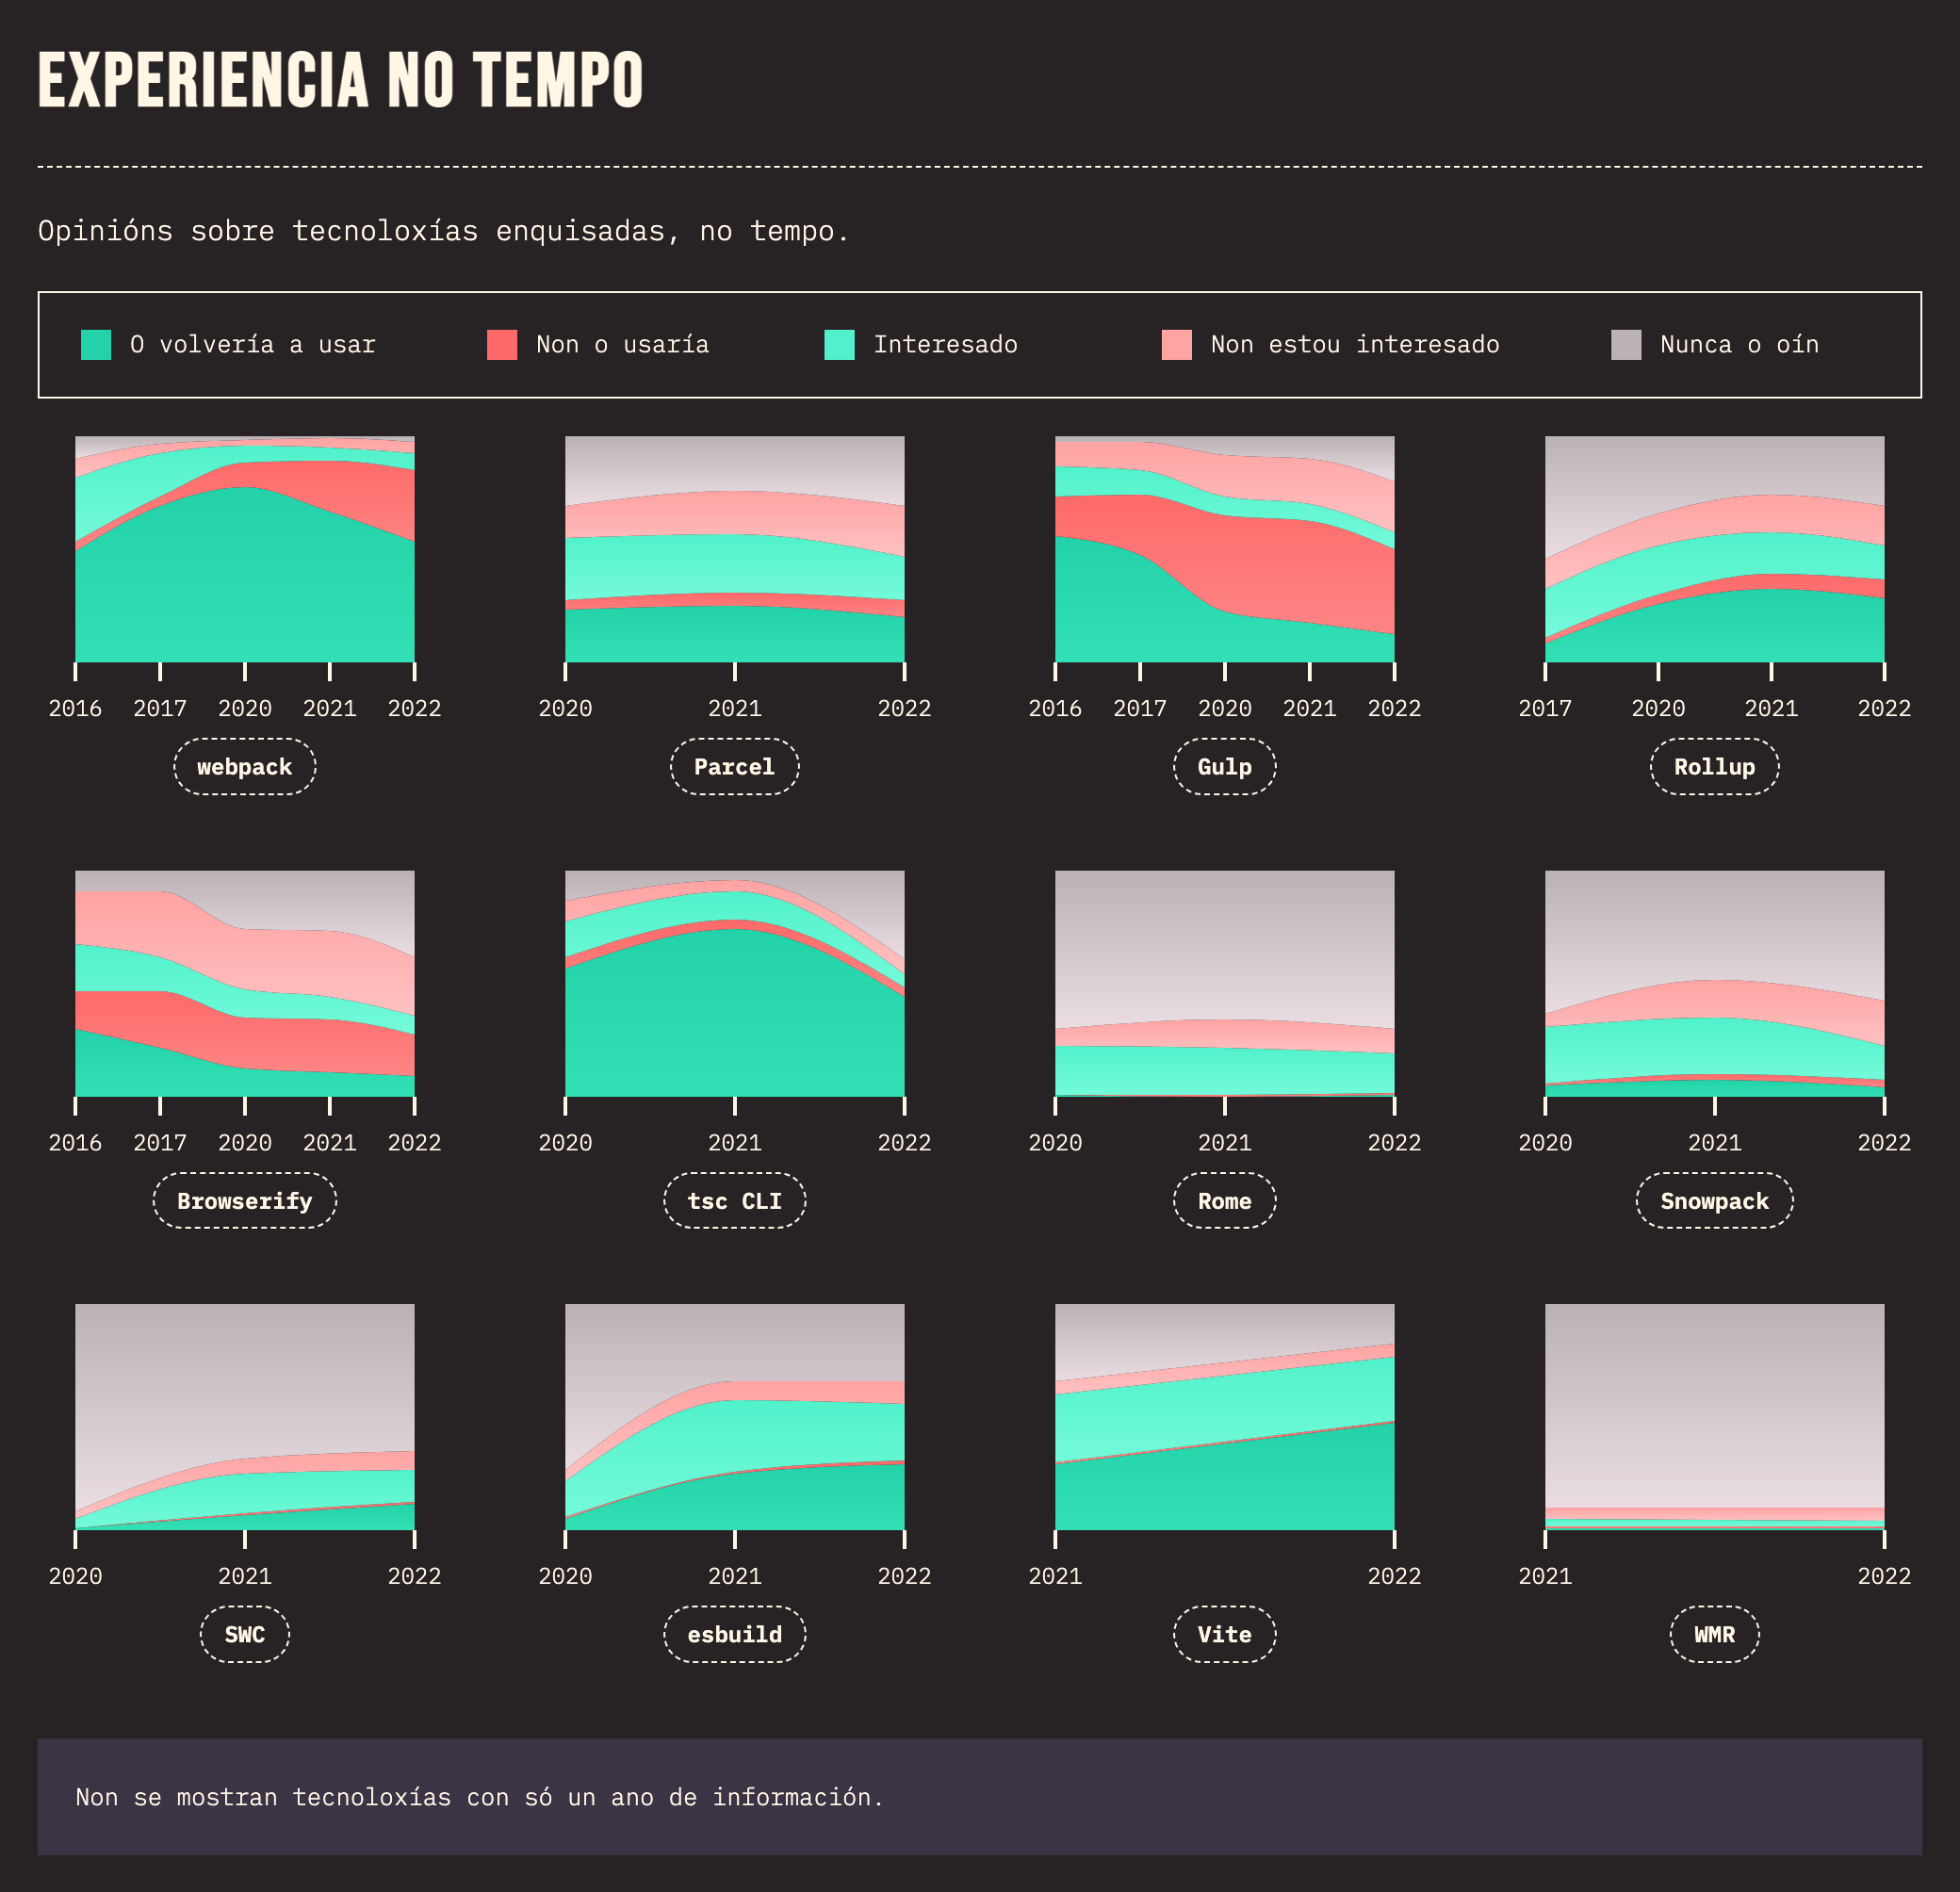 EXPERIENCIA NO TEMPO
Opinións sobre tecnoloxías enquisadas, no tempo.
O volvería a usar Non o usaría Interesado Non estou interesado Nunca o oín
2016 2017 2020 2021 2022 2020 2021 2022 2016 2017 2020 2021 2022 2017 2020 2021 2022
webpack Parcel Gulp Rollup
2016 2017 2020 2021 2022 2020 2021 2022 2020 2021 2022 2020 2021 2022
Browserify tsc CLI Rome Snowpack
2020 2021 2022 2020 2021 2022 2021 2022 2021 2022
SWC esbuild Vite WMR
Non se mostran tecnoloxías con só un ano de información.